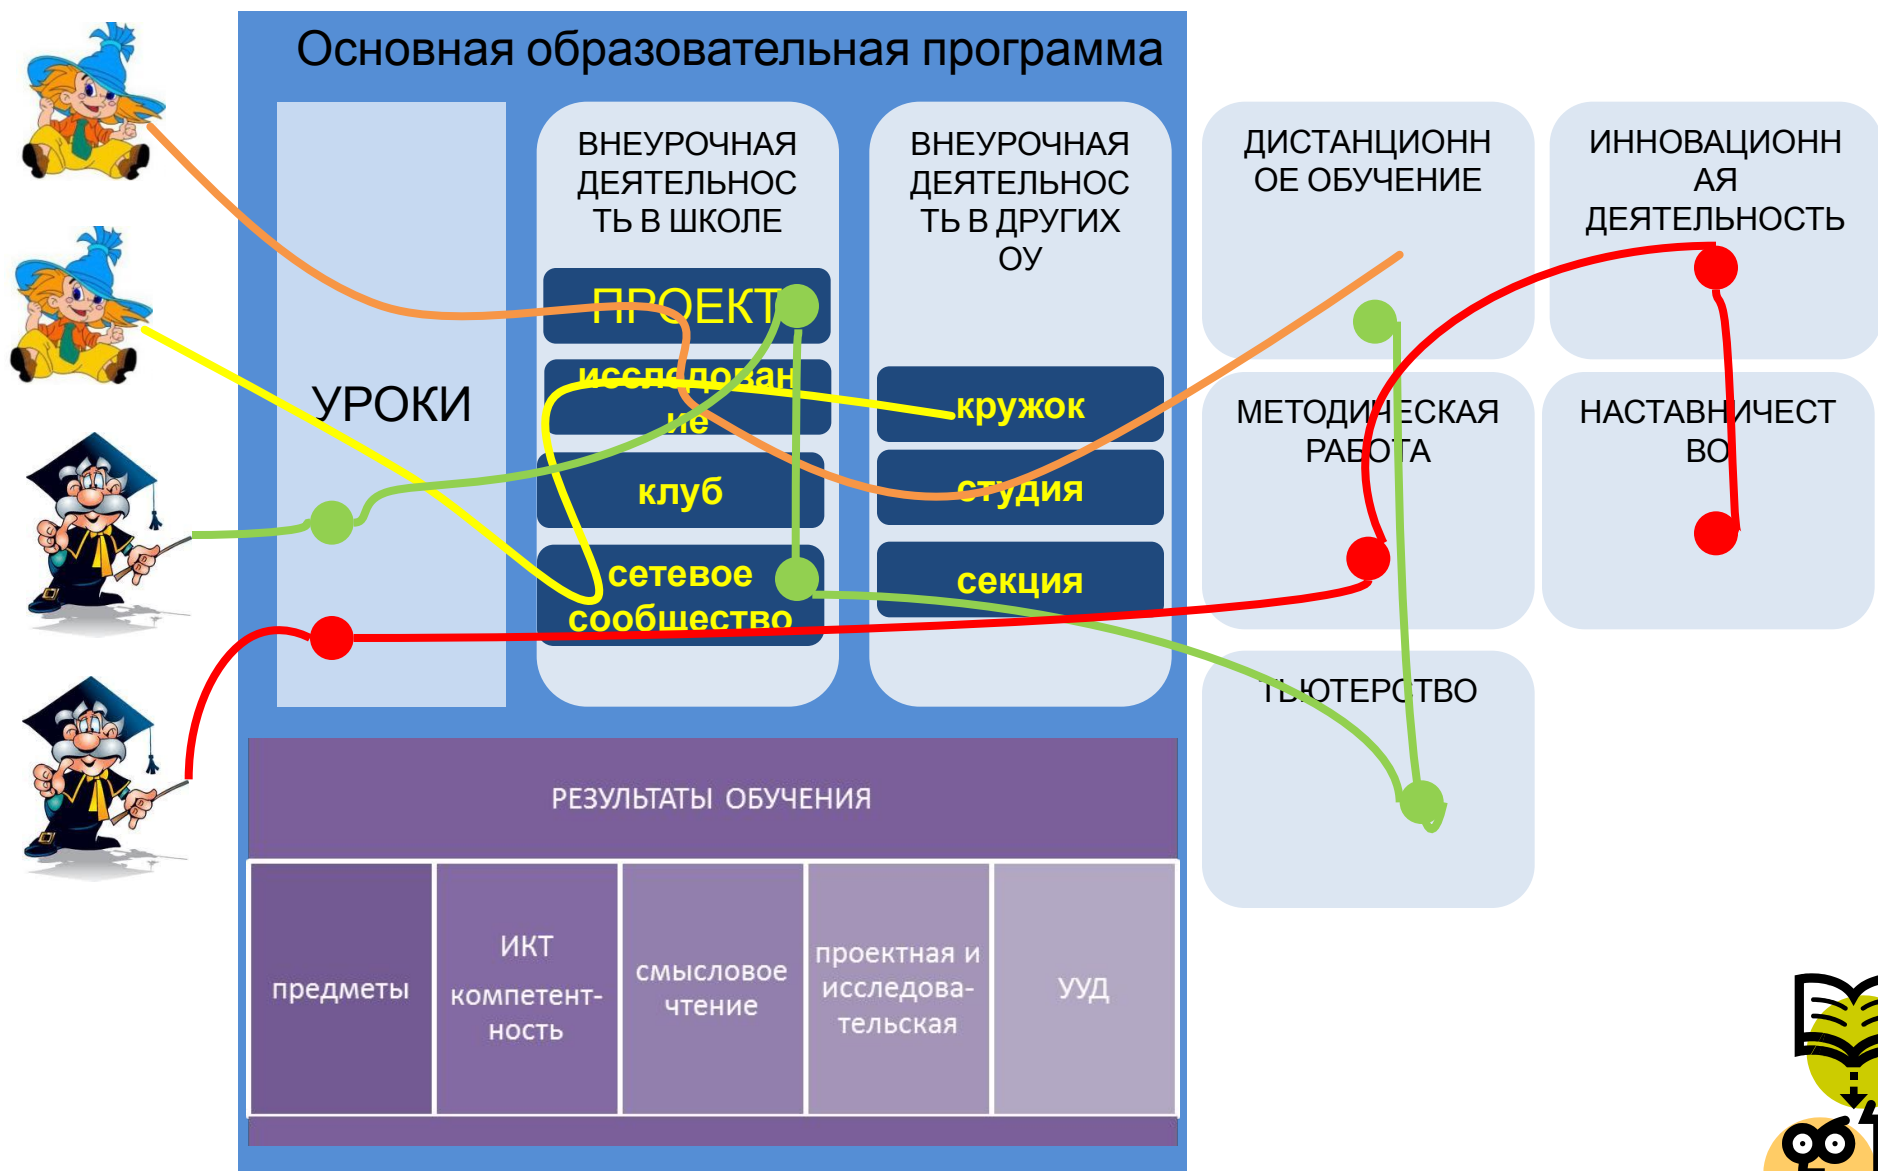 Основная образовательная программа
УРОКИ
ВНЕУРОЧНАЯ
ДЕЯТЕЛЬНОС
ТЬ В ШКОЛЕ
ПРОЕКТ
исследован
ие
клуб
сетевое
сообщество
ВНЕУРОЧНАЯ
ДЕЯТЕЛЬНОС
ТЬ В ДРУГИХ
ОУ
кружок
студия
секция
ДИСТАНЦИОНН
ОЕ ОБУЧЕНИЕ
ИННОВАЦИОНН
АЯ
ДЕЯТЕЛЬНОСТЬ
МЕТОДИЧЕСКАЯ
РАБОТА
НАСТАВНИЧЕСТ
ВО
ТЬЮТЕРСТВО
РЕЗУЛЬТАТЫ ОБУЧЕНИЯ
предметы
ИКТ
компетент-
ность
смысловое
чтение
проектная и
исследова-
тельская
УУД